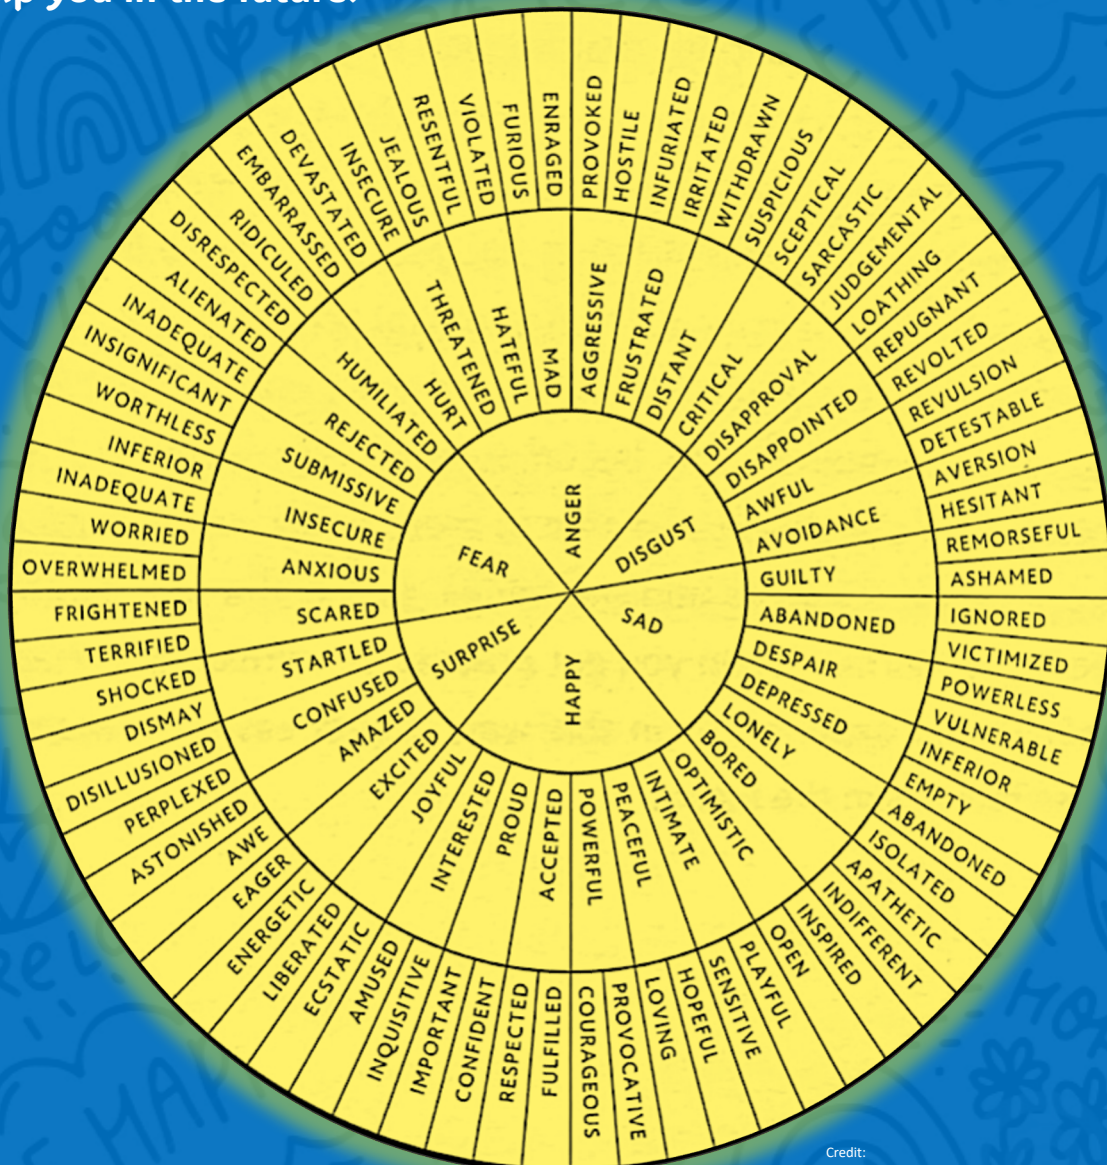 you in the future.
ANGER
DISGUST
SAD
HAPPY
SURPRISE
FEAR
AGGRESSIVE
FRUSTRATED
DISTANT
CRITICAL
DISAPPROVAL
DISAPPOINTED
AWFUL
AVOIDANCE
GUILTY
ABANDONED
DESPAIR
DEPRESSED
LONELY
BORED
OPTIMISTIC
INTIMATE
PEACEFUL
POWERFUL
ACCEPTED
PROUD
INTERESTED
JOYFUL
EXCITED
AMAZED
CONFUSED
STARTLED
SCARED
ANXIOUS
INSECURE
SUBMISSIVE
REJECTED
HUMILIATED
HURT
THREATENED
HATEFUL
MAD
PROVOKED
HOSTILE
INFURIATED
IRRITATED
WITHDRAWN
SUSPICIOUS
SCEPTICAL
SARCASTIC
JUDGEMENTAL
LOATHING
REPUGNANT
REVOLTED
REVULSION
DETESTABLE
AVERSION
HESITANT
REMORSEFUL
ASHAMED
IGNORED
VICTIMIZED
POWERLESS
VULNERABLE
INFERIOR
EMPTY
ABANDONED
ISOLATED
APATHETIC
INDIFFERENT
INSPIRED
OPEN
PLAYFUL
SENSITIVE
HOPEFUL
LOVING
PROVOCATIVE
COURAGEOUS
FULFILLED
RESPECTED
CONFIDENT
IMPORTANT
INQUISITIVE
AMUSED
ECSTATIC
LIBERATED
ENERGETIC
EAGER
AWE
ASTONISHED
PERPLEXED
DISILLUSIONED
DISMAY
SHOCKED
TERRIFIED
FRIGHTENED
OVERWHELMED
WORRIED
INADEQUATE
INFERIOR
WORTHLESS
INSIGNIFICANT
INADEQUATE
ALIENATED
DISRESPECTED
RIDICULED
EMBARRASSED
DEVASTATED
INSECURE
JEALOUS
RESENTFUL
VIOLATED
FURIOUS
ENRAGED
Credit: